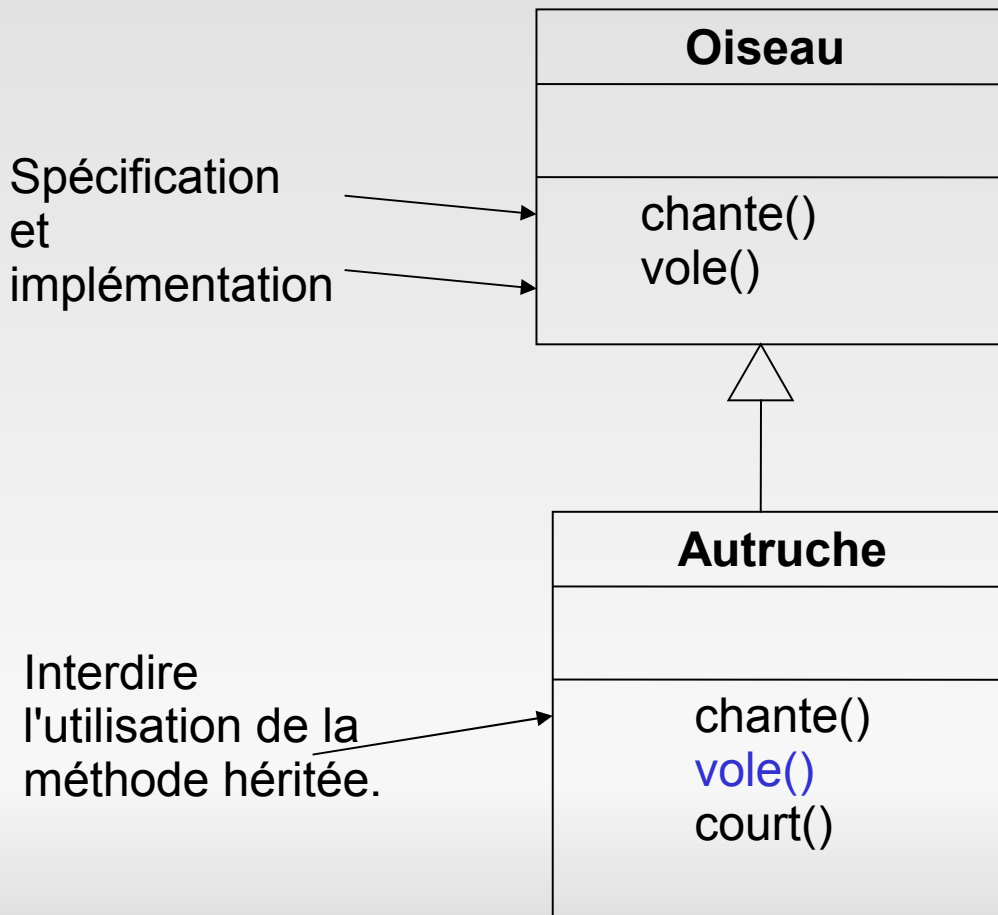 Oiseau
Spécification
et
implémentation
chante()
vole()
Autruche
Interdire
l'utilisation de la
méthode héritée.
chante()
vole()
court()